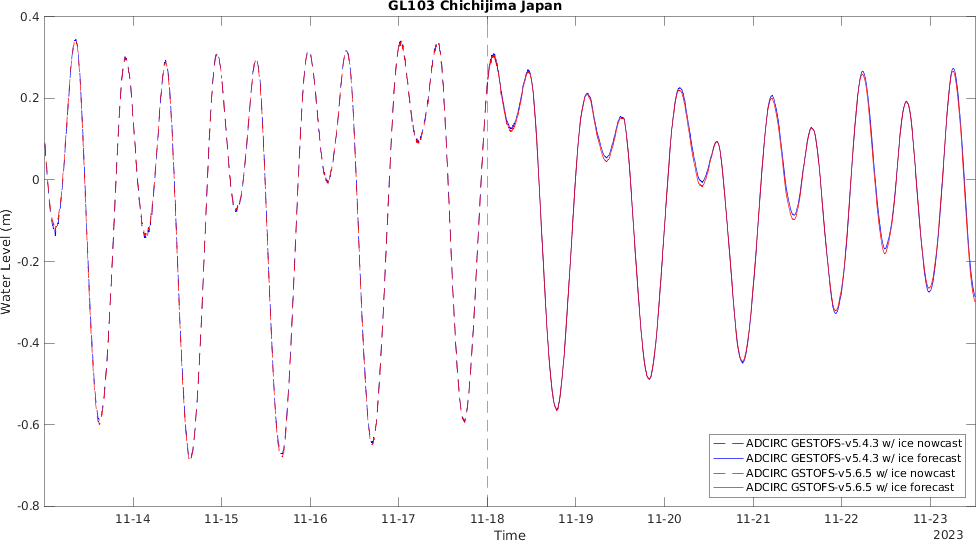 GL103 Chichijima Japan
0.4
0.2
0
-0.2
-0.4
-0.6
-0.8
Water Level (m)
ADCIRC GESTOFS-v5.4.3 w/ ice nowcast
ADCIRC GESTOFS-v5.4.3 w/ ice forecast
ADCIRC GSTOFS-v5.6.5 w/ ice nowcast
ADCIRC GSTOFS-v5.6.5 w/ ice forecast
11-14 11-15 11-16 11-17 11-18 11-19 11-20 11-21 11-22 11-23
Time 2023